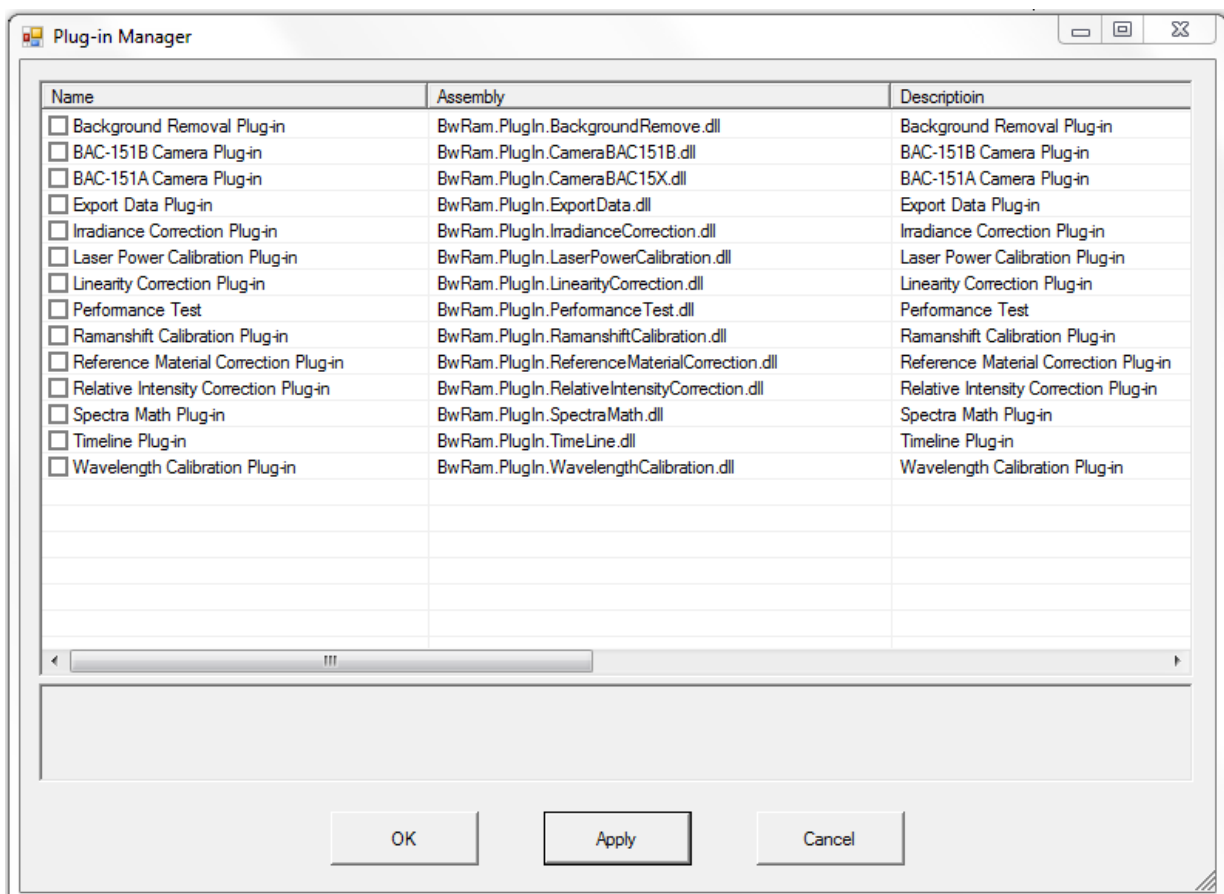 Plug-in Manager
Name Assembly Descriptioin
Background Removal Plug-in BwRam.PlugIn.BackgroundRemove.dll Background Removal Plug-in
BAC-151B Camera Plug-in BwRam.PlugIn.CameraBAC151B.dll BAC-151B Camera Plug-in
BAC-151A Camera Plug-in BwRam.PlugIn.CameraBAC15X.dll BAC-151A Camera Plug-in
Export Data Plug-in BwRam.PlugIn.ExportData.dll Export Data Plug-in
Irradiance Correction Plug-in BwRam.PlugIn.IrradianceCorrection.dll Irradiance Correction Plug-in
Laser Power Calibration Plug-in BwRam.PlugIn.LaserPowerCalibration.dll Laser Power Calibration Plug-in
Linearity Correction Plug-in BwRam.PlugIn.LinearityCorrection.dll Linearity Correction Plug-in
Performance Test BwRam.PlugIn.PerformanceTest.dll Performance Test
Ramanshift Calibration Plug-in BwRam.PlugIn.RamanshiftCalibration.dll Ramanshift Calibration Plug-in
Reference Material Correction Plug-in BwRam.PlugIn.ReferenceMaterialCorrection.dll Reference Material Correction Plug-in
Relative Intensity Correction Plug-in BwRam.PlugIn.RelativeIntensityCorrection.dll Relative Intensity Correction Plug-in
Spectra Math Plug-in BwRam.PlugIn.SpectraMath.dll Spectra Math Plug-in
Timeline Plug-in BwRam.PlugIn.TimeLine.dll Timeline Plug-in
Wavelength Calibration Plug-in BwRam.PlugIn.WavelengthCalibration.dll Wavelength Calibration Plug-in
OK Apply Cancel